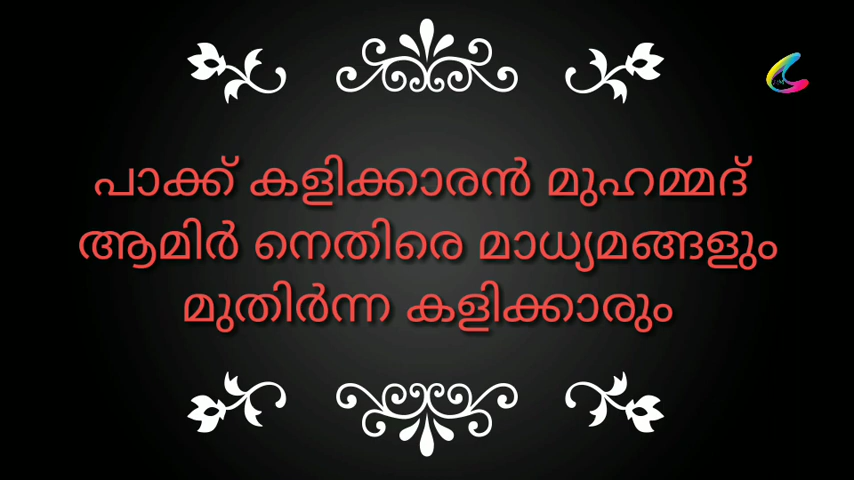 പാക്ക് കളിക്കാരൻ മുഹമ്മദ്
ആമിർ നെതിരെ മാധ്യമങ്ങളും
മുതിർന്ന കളിക്കാരും